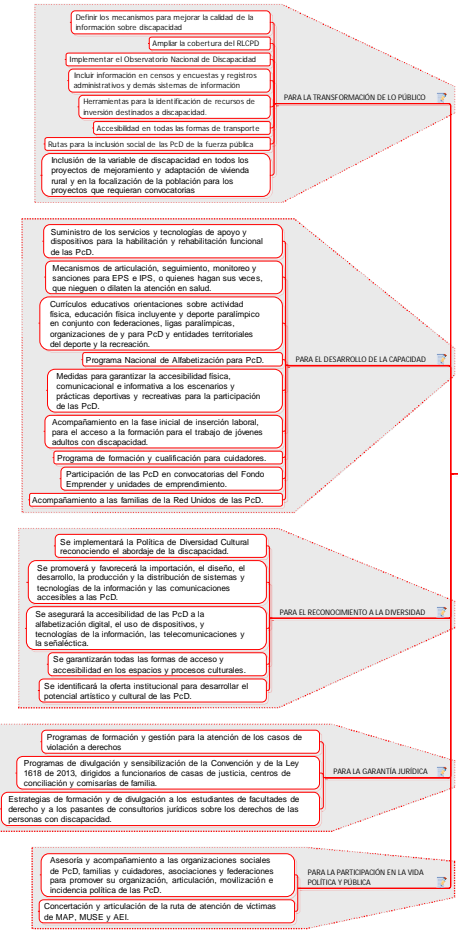 Definir los mecanismos para mejorar la calidad de la
información sobre discapacidad
Ampliar la cobertura del RLCPD
Implementar el Observatorio Nacional de Discapacidad
Incluir información en censos y encuestas y registros
administrativos y demás sistemas de información
Herramientas para la identificación de recursos de
inversión destinados a discapacidad.
Accesibilidad en todas las formas de transporte
Rutas para la inclusión social de las PcD de la fuerza pública
Inclusión de la variable de discapacidad en todos los
proyectos de mejoramiento y adaptación de vivienda
rural y en la focalización de la población para los
proyectos que requieran convocatorias
PARA LA TRANSFORMACIÓN DE LO PÚBLICO
Suministro de los servicios y tecnologías de apoyo y
dispositivos para la habilitación y rehabilitación funcional
de las PcD.
Mecanismos de articulación, seguimiento, monitoreo y
sanciones para EPS e IPS, o quienes hagan sus veces,
que nieguen o dilaten la atención en salud.
Currículos educativos orientaciones sobre actividad
física, educación física incluyente y deporte paralímpico
en conjunto con federaciones, ligas paralímpicas,
organizaciones de y para PcD y entidades territoriales
del deporte y la recreación.
Programa Nacional de Alfabetización para PcD.
Medidas para garantizar la accesibilidad física,
comunicacional e informativa a los escenarios y
prácticas deportivas y recreativas para la participación
de las PcD.
Acompañamiento en la fase inicial de inserción laboral,
para el acceso a la formación para el trabajo de jóvenes
adultos con discapacidad.
Programa de formación y cualificación para cuidadores.
Participación de las PcD en convocatorias del Fondo
Emprender y unidades de emprendimiento.
Acompañamiento a las familias de la Red Unidos de las PcD.
PARA EL DESARROLLO DE LA CAPACIDAD
Se implementará la Política de Diversidad Cultural
reconociendo el abordaje de la discapacidad.
Se promoverá y favorecerá la importación, el diseño, el
desarrollo, la producción y la distribución de sistemas y
tecnologías de la información y las comunicaciones
accesibles a las PcD.
Se asegurará la accesibilidad de las PcD a la
alfabetización digital, el uso de dispositivos, y
tecnologías de la información, las telecomunicaciones y
la señaléctica.
Se garantizarán todas las formas de acceso y
accesibilidad en los espacios y procesos culturales.
Se identificará la oferta institucional para desarrollar el
potencial artístico y cultural de las PcD.
PARA EL RECONOCIMIENTO A LA DIVERSIDAD
Programas de formación y gestión para la atención de los casos de
violación a derechos
Programas de divulgación y sensibilización de la Convención y de la Ley
1618 de 2013, dirigidos a funcionarios de casas de justicia, centros de
conciliación y comisarías de familia.
Estrategias de formación y de divulgación a los estudiantes de facultades de
derecho y a los pasantes de consultorios jurídicos sobre los derechos de las
personas con discapacidad.
PARA LA GARANTÍA JURÍDICA
Asesoría y acompañamiento a las organizaciones sociales
de PcD, familias y cuidadores, asociaciones y federaciones
para promover su organización, articulación, movilización e
incidencia política de las PcD.
Concertación y articulación de la ruta de atención de víctimas
de MAP, MUSE y AEI.
PARA LA PARTICIPACIÓN EN LA VIDA
POLÍTICA Y PÚBLICA